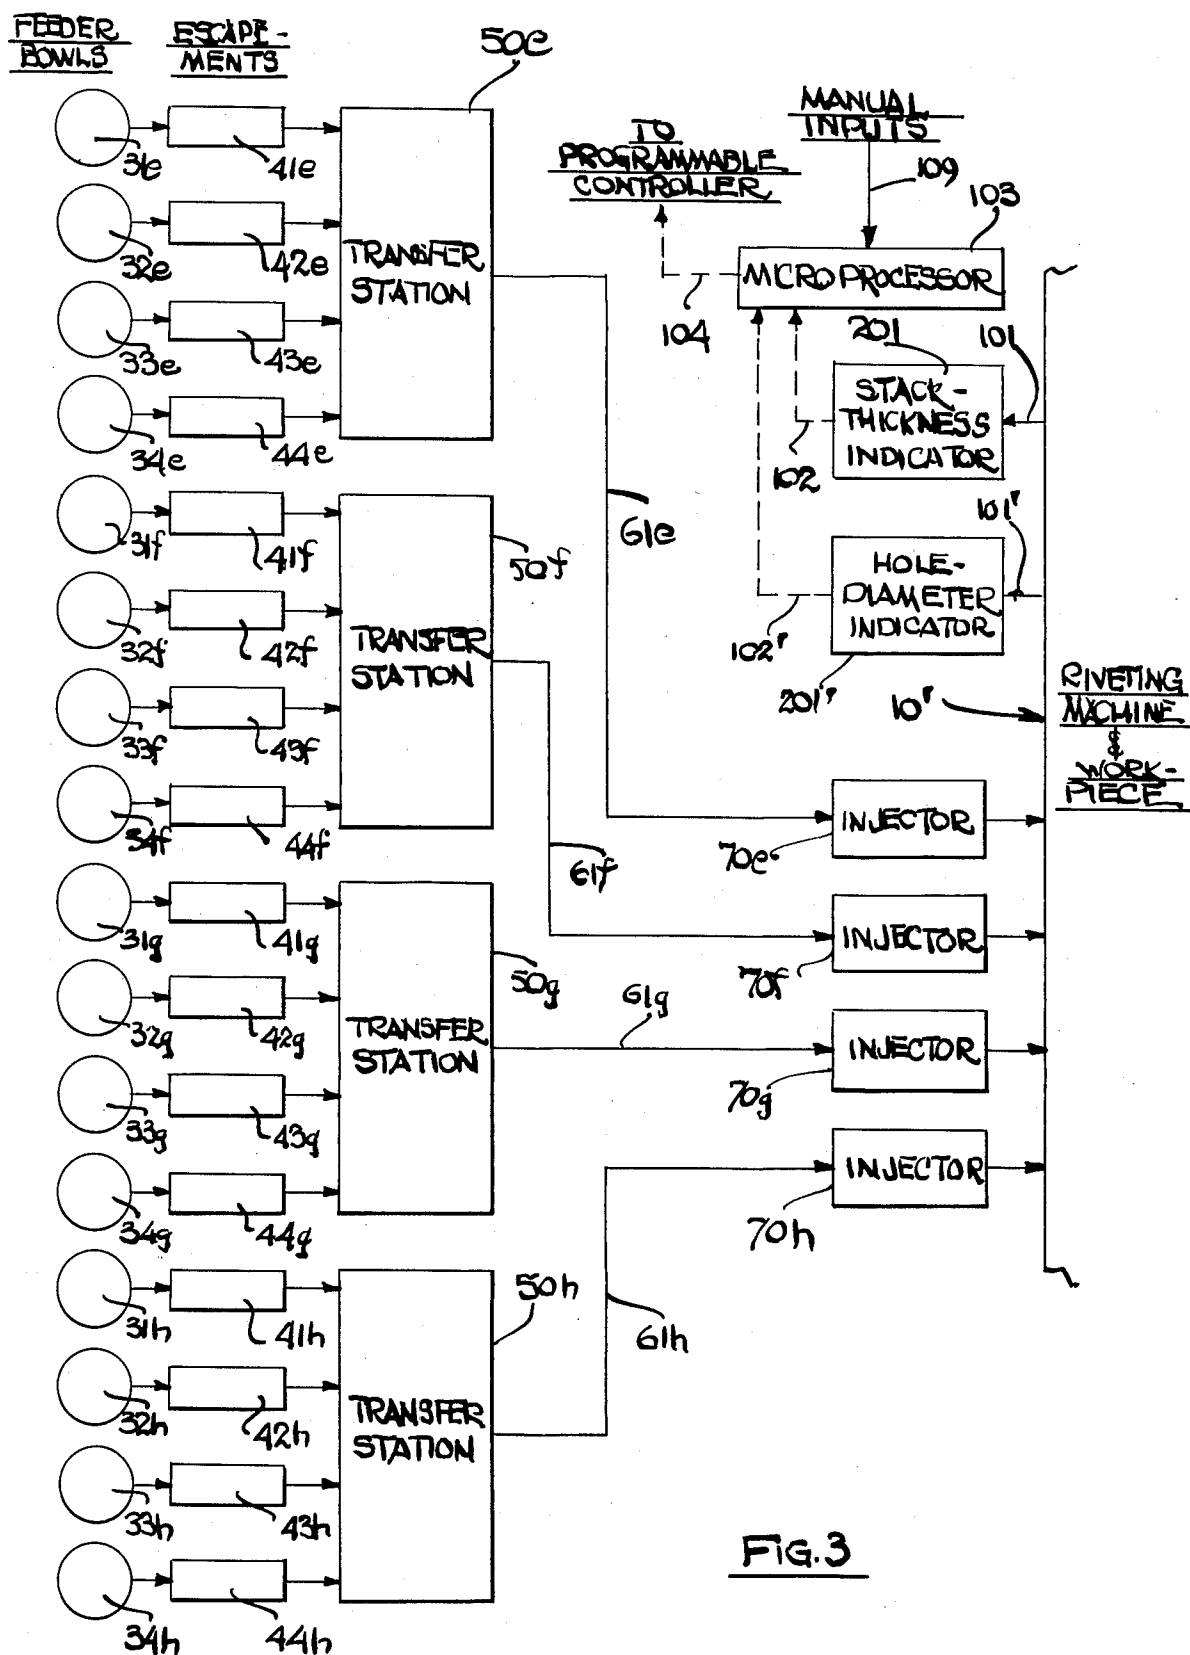 FEEDER
BOWLS
ESCAPE-
MENTS
50e
MANUAL
INPUTS
109
TO
PROGRAMMABLE
CONTROLLER
103
MICROPROCESSOR
104
201
101
STACK-
THICKNESS
INDICATOR
102
101'
HOLE-
DIAMETER
INDICATOR
102'
201'
10'
RIVETING
MACHINE
&
WORK-
PIECE
31e
41e
32e
42e
33e
43e
34e
44e
TRANSFER
STATION
61e
31f
41f
32f
42f
33f
43f
34f
44f
50f
TRANSFER
STATION
61f
INJECTOR
70e
INJECTOR
70f
31g
41g
32g
42g
33g
43g
34g
44g
50g
TRANSFER
STATION
61g
INJECTOR
70g
INJECTOR
70h
31h
41h
32h
42h
33h
43h
34h
44h
50h
TRANSFER
STATION
61h
FIG.3